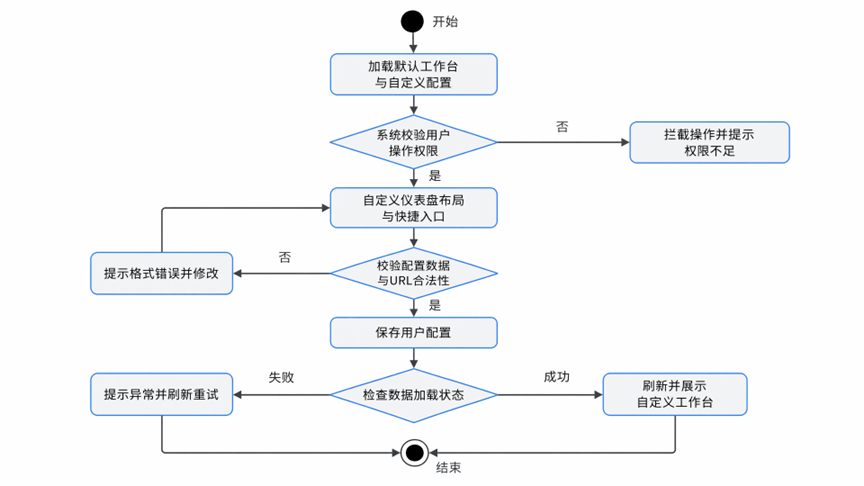 开始
加载默认工作台
与自定义配置
系统校验用户
操作权限
否
拦截操作并提示
权限不足
是
自定义仪表盘布局
与快捷入口
否
提示格式错误并修改
校验配置数据
与URL合法性
是
保存用户配置
失败
成功
提示异常并刷新重试
检查数据加载状态
刷新并展示
自定义工作台
结束